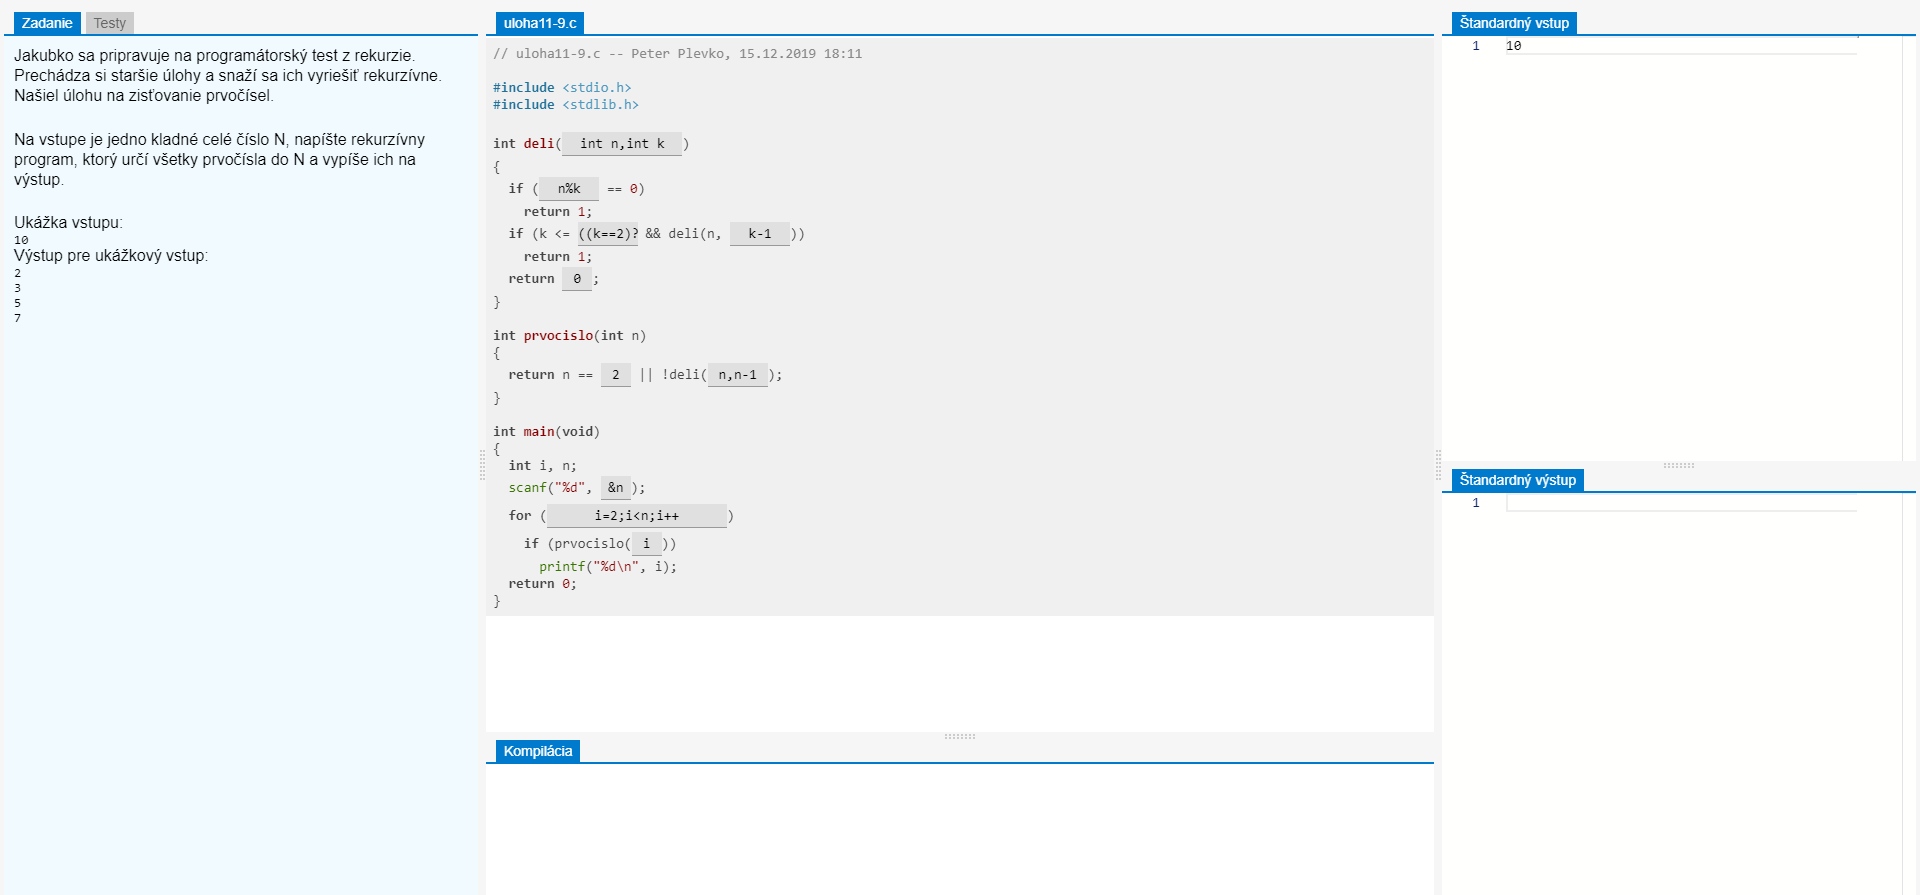 Zadanie Testy
Jakubko sa pripravuje na programátorský test z rekurzie.
Prechádza si staršie úlohy a snaží sa ich vyriešiť rekurzívne.
Našiel úlohu na zisťovanie prvočísel.
Na vstupe je jedno kladné celé číslo N, napíšte rekurzívny
program, ktorý určí všetky prvočísla do N a vypíše ich na
výstup.
Ukážka vstupu:
10
Výstup pre ukážkový vstup:
2
3
5
7
uloha11-9.c
// uloha11-9.c -- Peter Plevko, 15.12.2019 18:11
#include <stdio.h>
#include <stdlib.h>
int deli( int n,int k )
{
if ( n%k == 0)
return 1;
if (k <= ((k==2)? && deli(n, k-1 ))
return 1;
return 0 ;
}
int prvocislo(int n)
{
return n == 2 || !deli( n,n-1 );
}
int main(void)
{
int i, n;
scanf("%d", &n );
for ( i=2;i<n;i++ )
if (prvocislo( i ))
printf("%d\n", i);
return 0;
}
Kompilácia
Štandardný vstup
1 10
Štandardný výstup
1